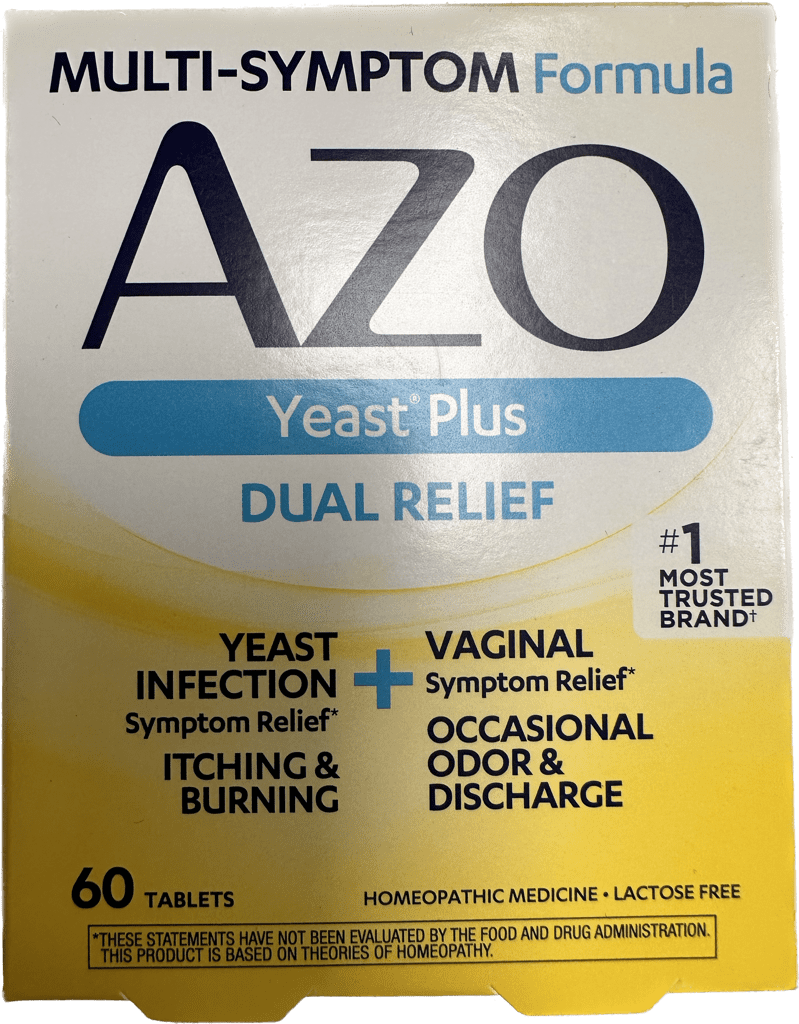 MULTI-SYMPTOM Formula
AZO
Yeast® Plus
DUAL RELIEF
#1
MOST
TRUSTED
BRAND†
YEAST
INFECTION
Symptom Relief*
ITCHING &
BURNING
+
VAGINAL
Symptom Relief*
OCCASIONAL
ODOR &
DISCHARGE
60 TABLETS
HOMEOPATHIC MEDICINE • LACTOSE FREE
*THESE STATEMENTS HAVE NOT BEEN EVALUATED BY THE FOOD AND DRUG ADMINISTRATION.
THIS PRODUCT IS BASED ON THEORIES OF HOMEOPATHY.